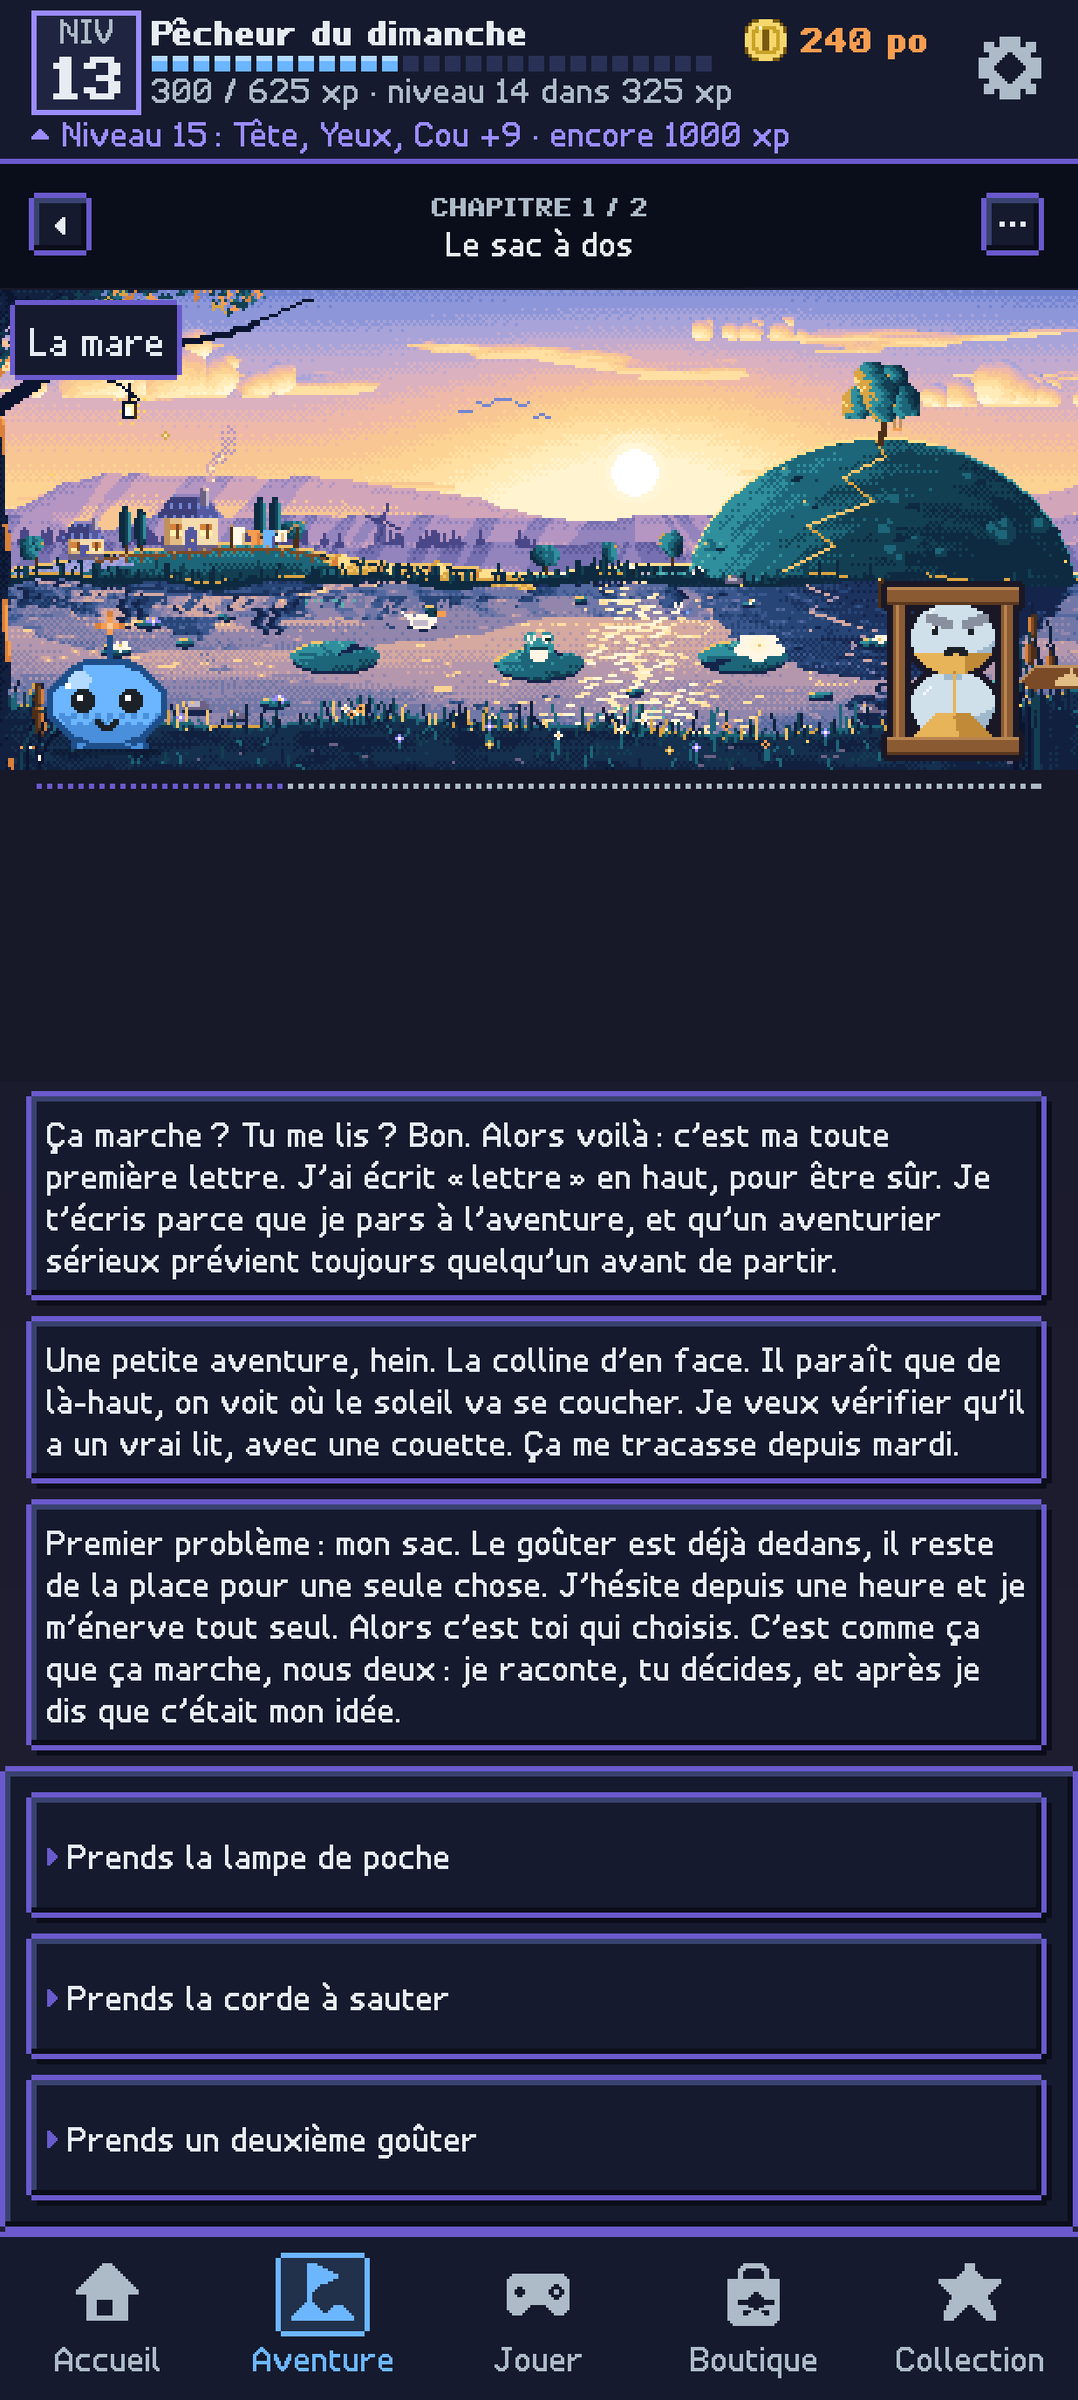 NIV
13
Pêcheur du dimanche
240 po
300 / 625 xp · niveau 14 dans 325 xp
Niveau 15 : Tête, Yeux, Cou +9 · encore 1000 xp
CHAPITRE 1 / 2
Le sac à dos
La mare
Ça marche ? Tu me lis ? Bon. Alors voilà : c’est ma toute
première lettre. J’ai écrit « lettre » en haut, pour être sûr. Je
t’écris parce que je pars à l’aventure, et qu’un aventurier
sérieux prévient toujours quelqu’un avant de partir.
Une petite aventure, hein. La colline d’en face. Il paraît que de
là-haut, on voit où le soleil va se coucher. Je veux vérifier qu’il
a un vrai lit, avec une couette. Ça me tracasse depuis mardi.
Premier problème : mon sac. Le goûter est déjà dedans, il reste
de la place pour une seule chose. J’hésite depuis une heure et je
m’énerve tout seul. Alors c’est toi qui choisis. C’est comme ça
que ça marche, nous deux : je raconte, tu décides, et après je
dis que c’était mon idée.
Prends la lampe de poche
Prends la corde à sauter
Prends un deuxième goûter
Accueil
Aventure
Jouer
Boutique
Collection